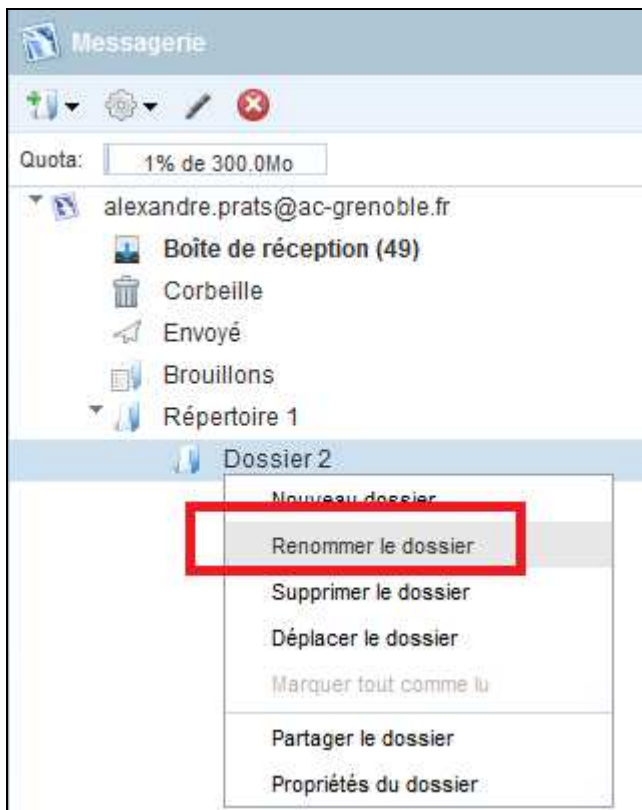 Messagerie
Quota: 1% de 300.0Mo
alexandre.prats@ac-grenoble.fr
Boîte de réception (49)
Corbeille
Envoyé
Brouillons
Répertoire 1
Dossier 2
Nouveau dossier
Renommer le dossier
Supprimer le dossier
Déplacer le dossier
Marquer tout comme lu
Partager le dossier
Propriétés du dossier